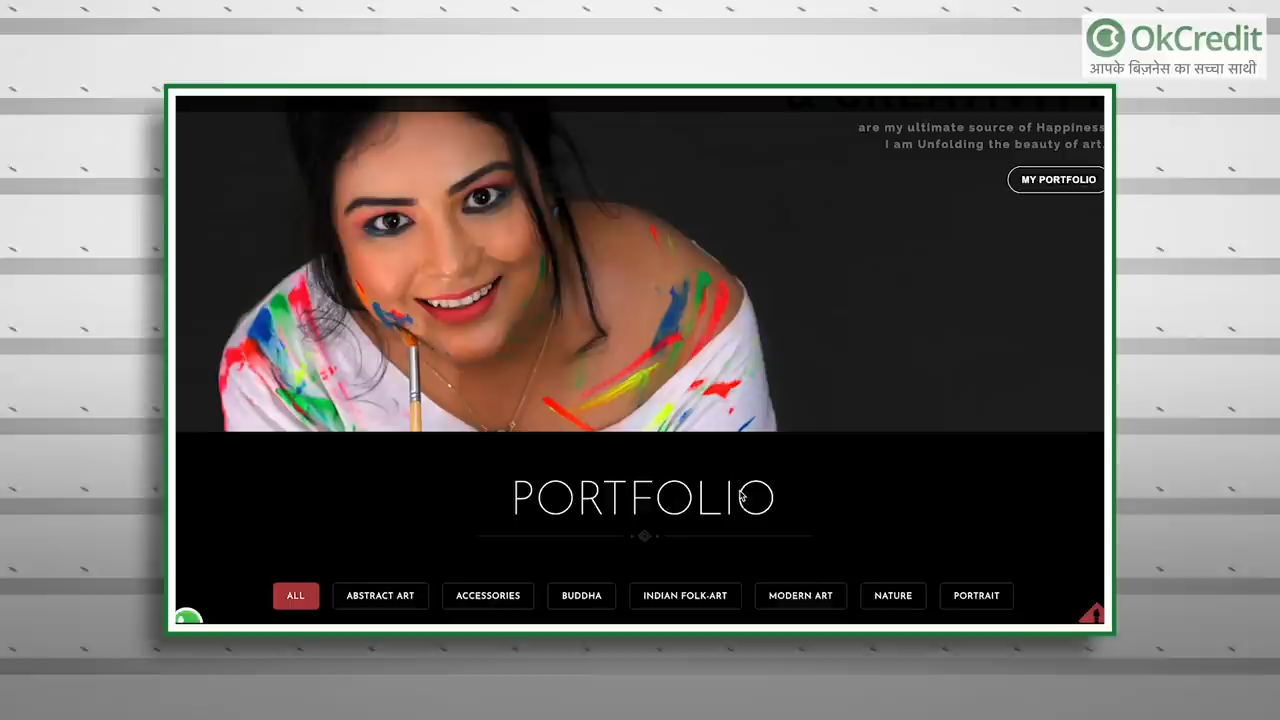 OkCredit
आपके बिज़नेस का सच्चा साथी
are my ultimate source of Happiness
I am Unfolding the beauty of art.
MY PORTFOLIO
PORTFOLIO
ALL
ABSTRACT ART
ACCESSORIES
BUDDHA
INDIAN FOLK-ART
MODERN ART
NATURE
PORTRAIT